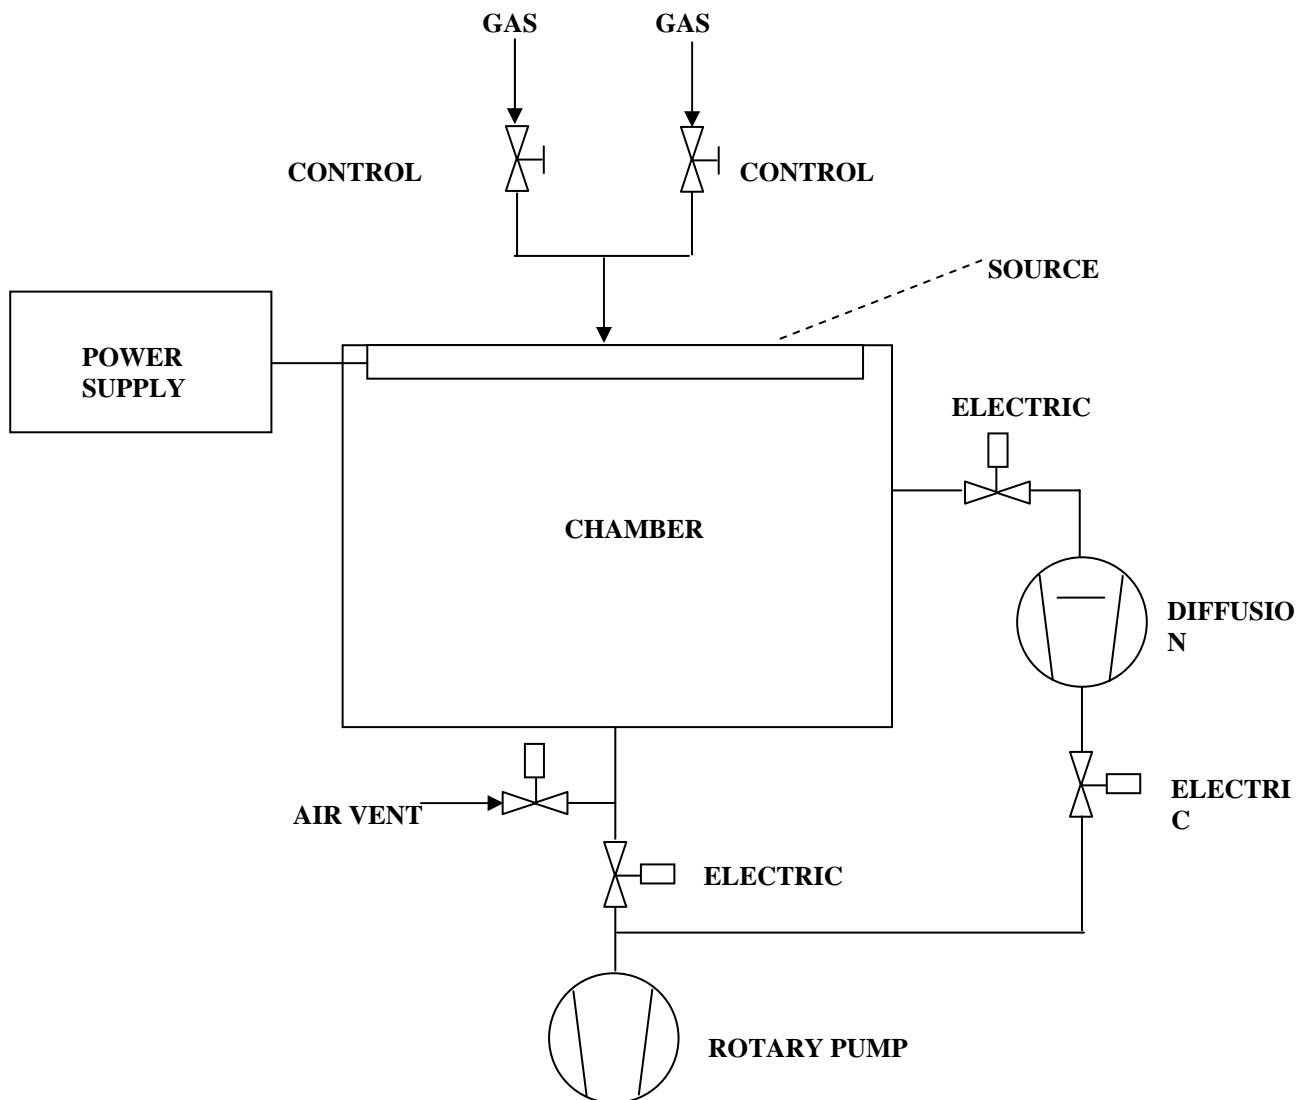 GAS
GAS
CONTROL
CONTROL
SOURCE
POWER
SUPPLY
ELECTRIC
CHAMBER
DIFFUSIO
N
AIR VENT
ELECTRI
C
ELECTRIC
ROTARY PUMP